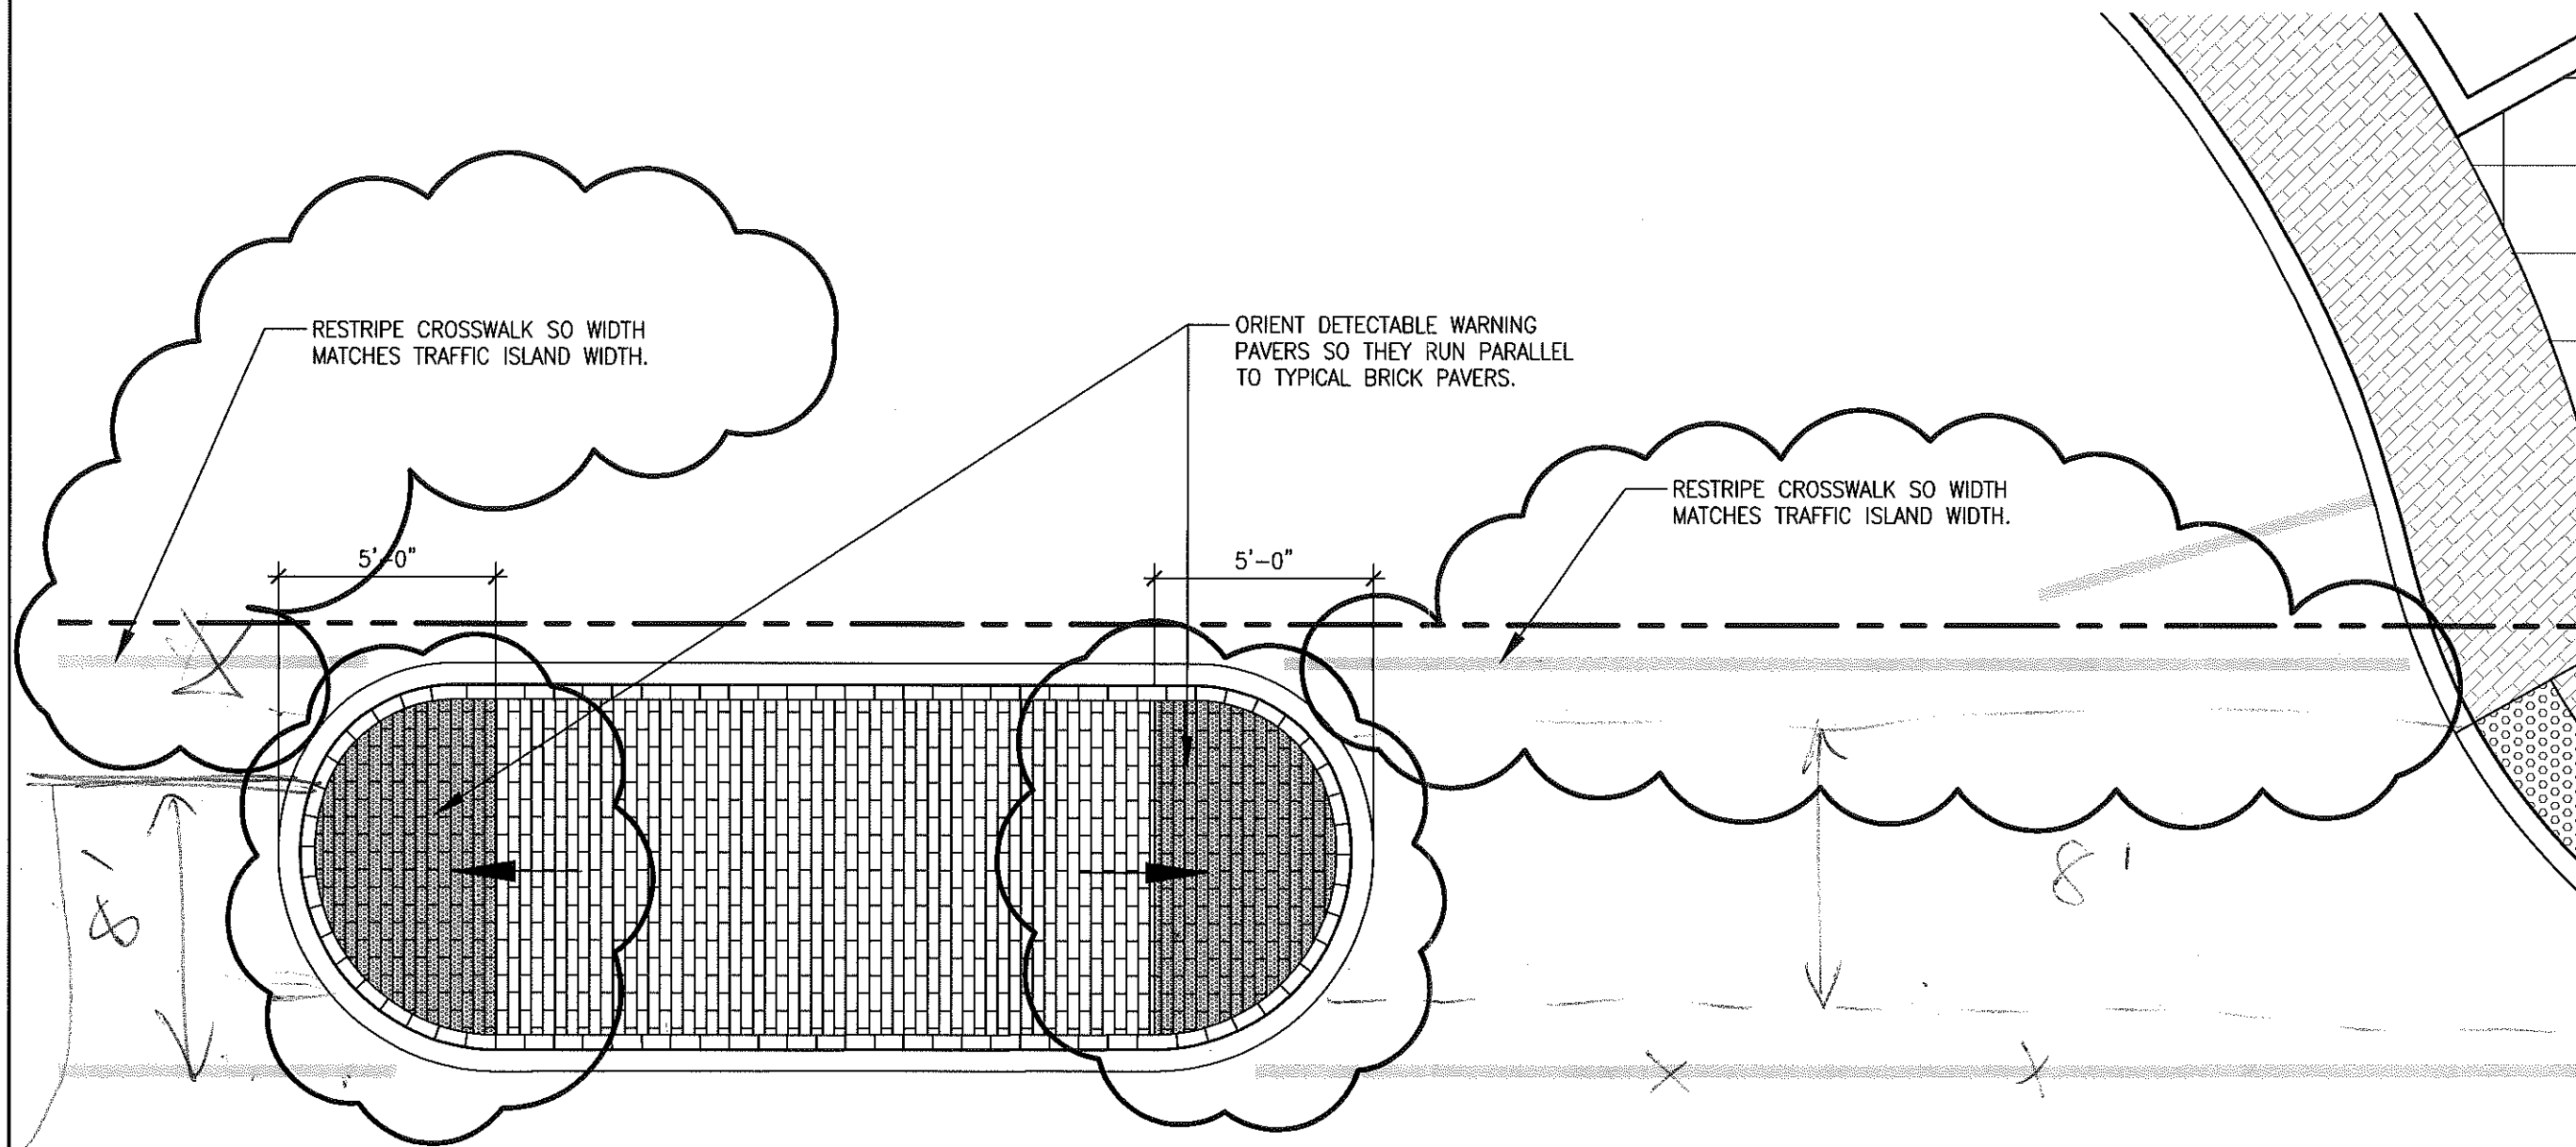 RESTRIPE CROSSWALK SO WIDTH
MATCHES TRAFFIC ISLAND WIDTH.
ORIENT DETECTABLE WARNING
PAVERS SO THEY RUN PARALLEL
TO TYPICAL BRICK PAVERS.
RESTRIPE CROSSWALK SO WIDTH
MATCHES TRAFFIC ISLAND WIDTH.
5'-0"
5'-0"
8'
8'